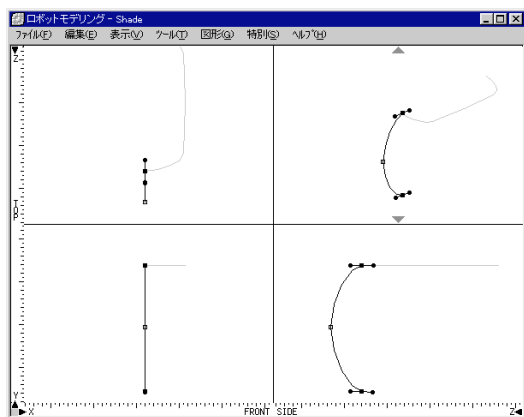 ロボットモデリング - Shade
ファイル(F) 編集(E) 表示(V) ツール(T) 図形(G) 特別(S) ヘルプ(H)
Z
TOP
Y
X FRONT SIDE Z